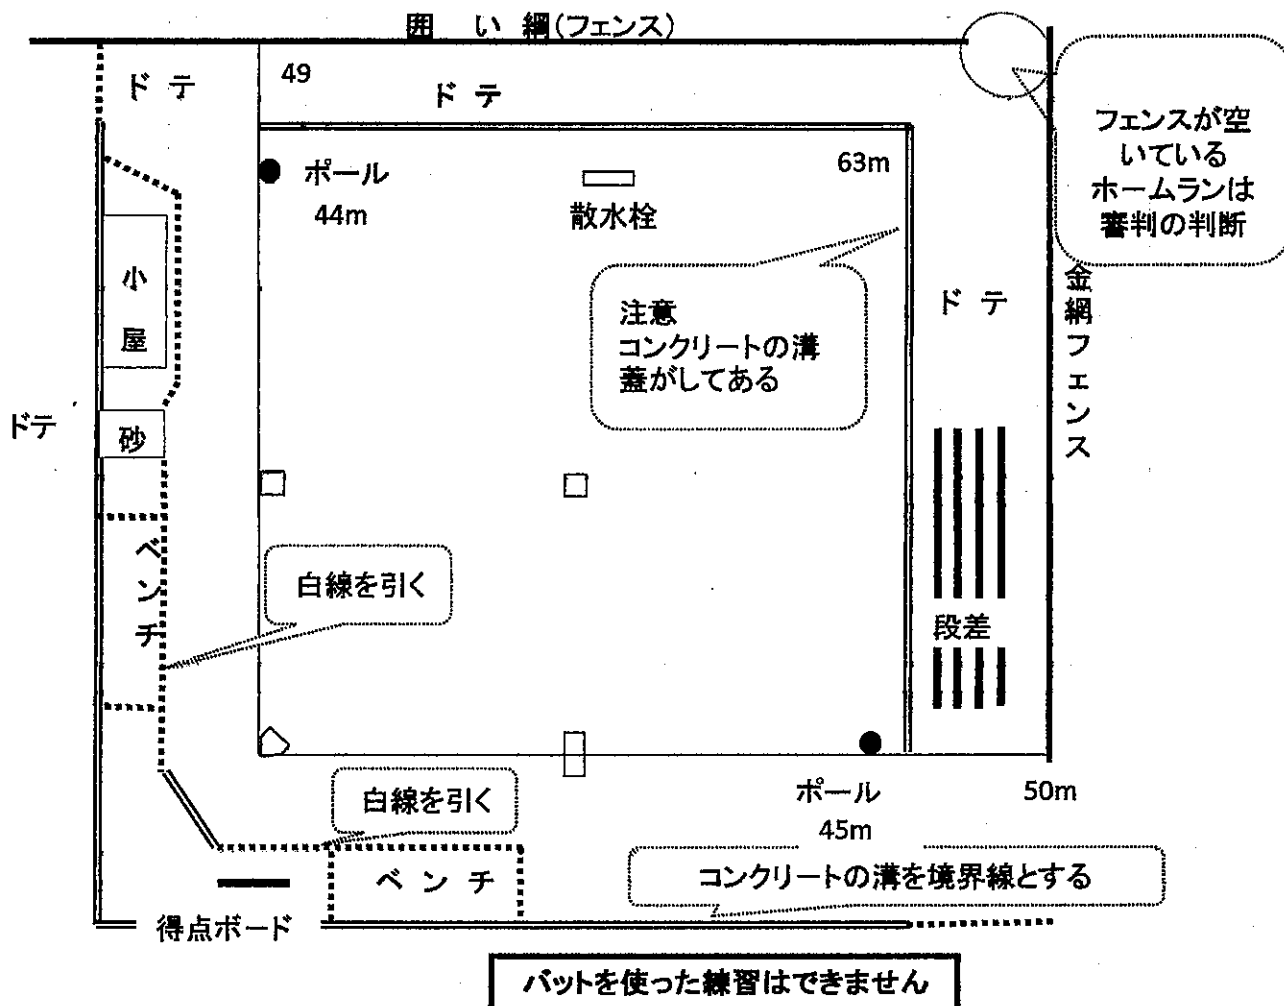 囲 い 網(フェンス)
ドテ
49
ドテ
フェンスが空
いている
ホームランは
審判の判断
ポール
44m
63m
散水栓
小
屋
注意
コンクリートの溝
蓋がしてある
ドテ
金網フェンス
ドテ
砂
ベンチ
白線を引く
段差
白線を引く
ポール
45m
50m
ベンチ
コンクリートの溝を境界線とする
得点ボード
バットを使った練習はできません